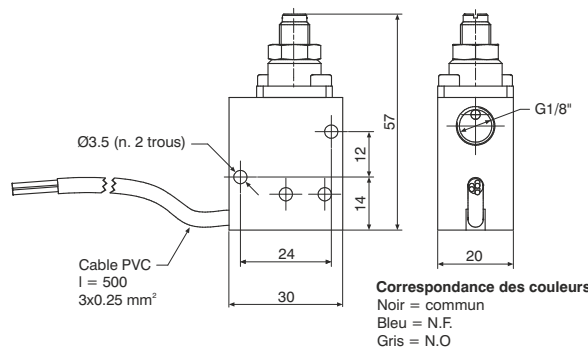 G1/8"
57
Ø3.5 (n. 2 trous)
12
14
Cable PVC
l = 500
3x0.25 mm²
24
30
20
Correspondance des couleurs
Noir = commun
Bleu = N.F.
Gris = N.O